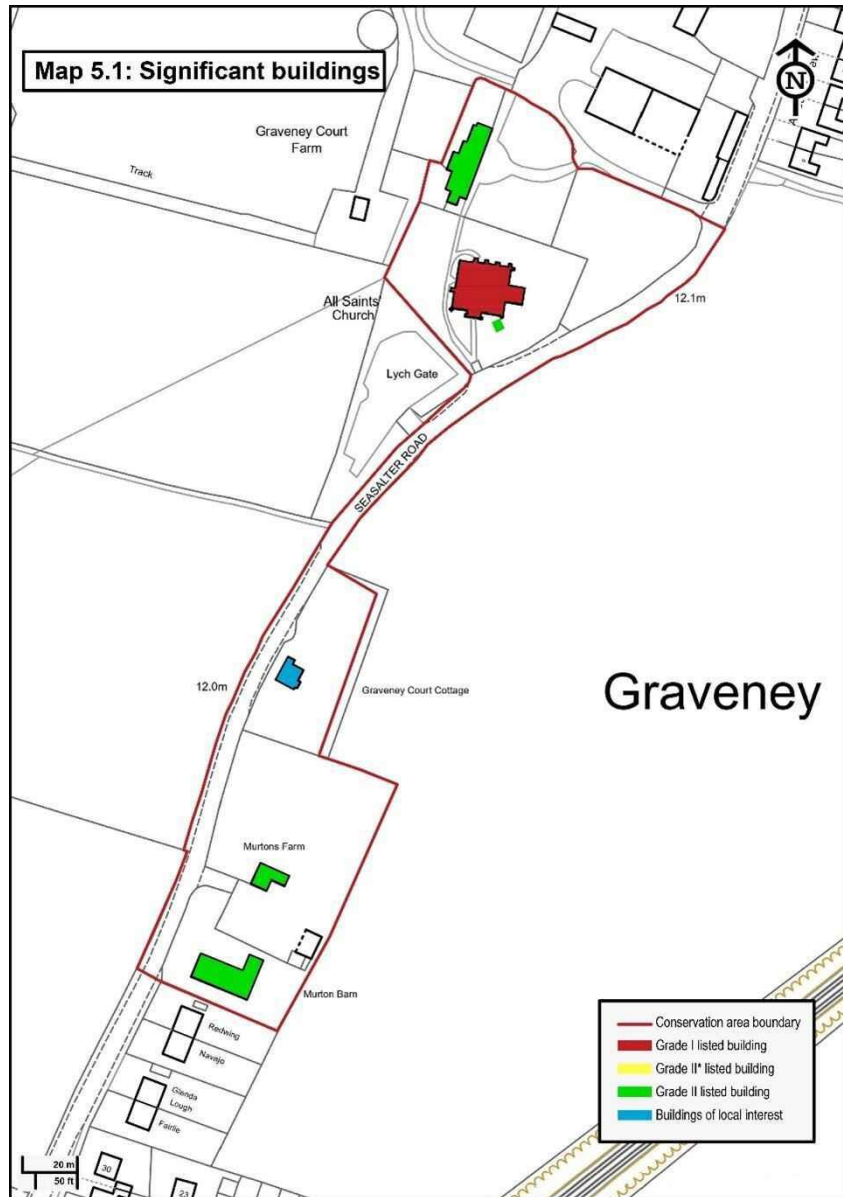 Map 5.1: Significant buildings
N
Graveney Court
Farm
Track
12.1m
All Saints'
Church
Lych Gate
SEASALTER ROAD
12.0m
Graveney Court Cottage
Graveney
Murtons Farm
Murton Barn
Redwing
Navajo
Glenda
Lough
Fairlie
30
23
20 m
50 ft
Conservation area boundary
Grade I listed building
Grade II* listed building
Grade II listed building
Buildings of local interest